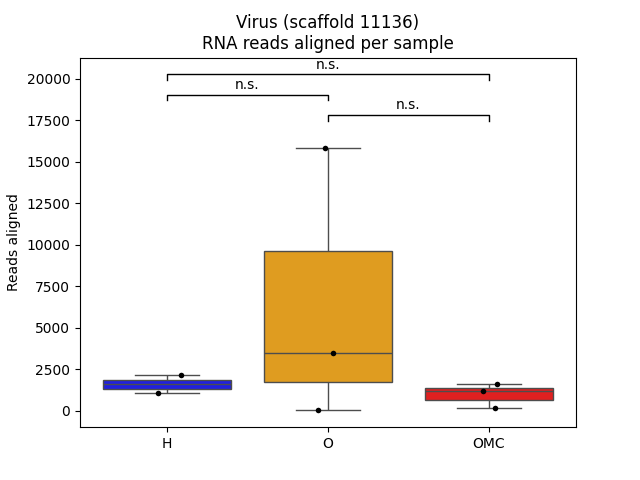 Virus (scaffold 11136)
RNA reads aligned per sample
n.s.
n.s.
n.s.
20000
17500
15000
12500
10000
7500
5000
2500
0
Reads aligned
H
O
OMC